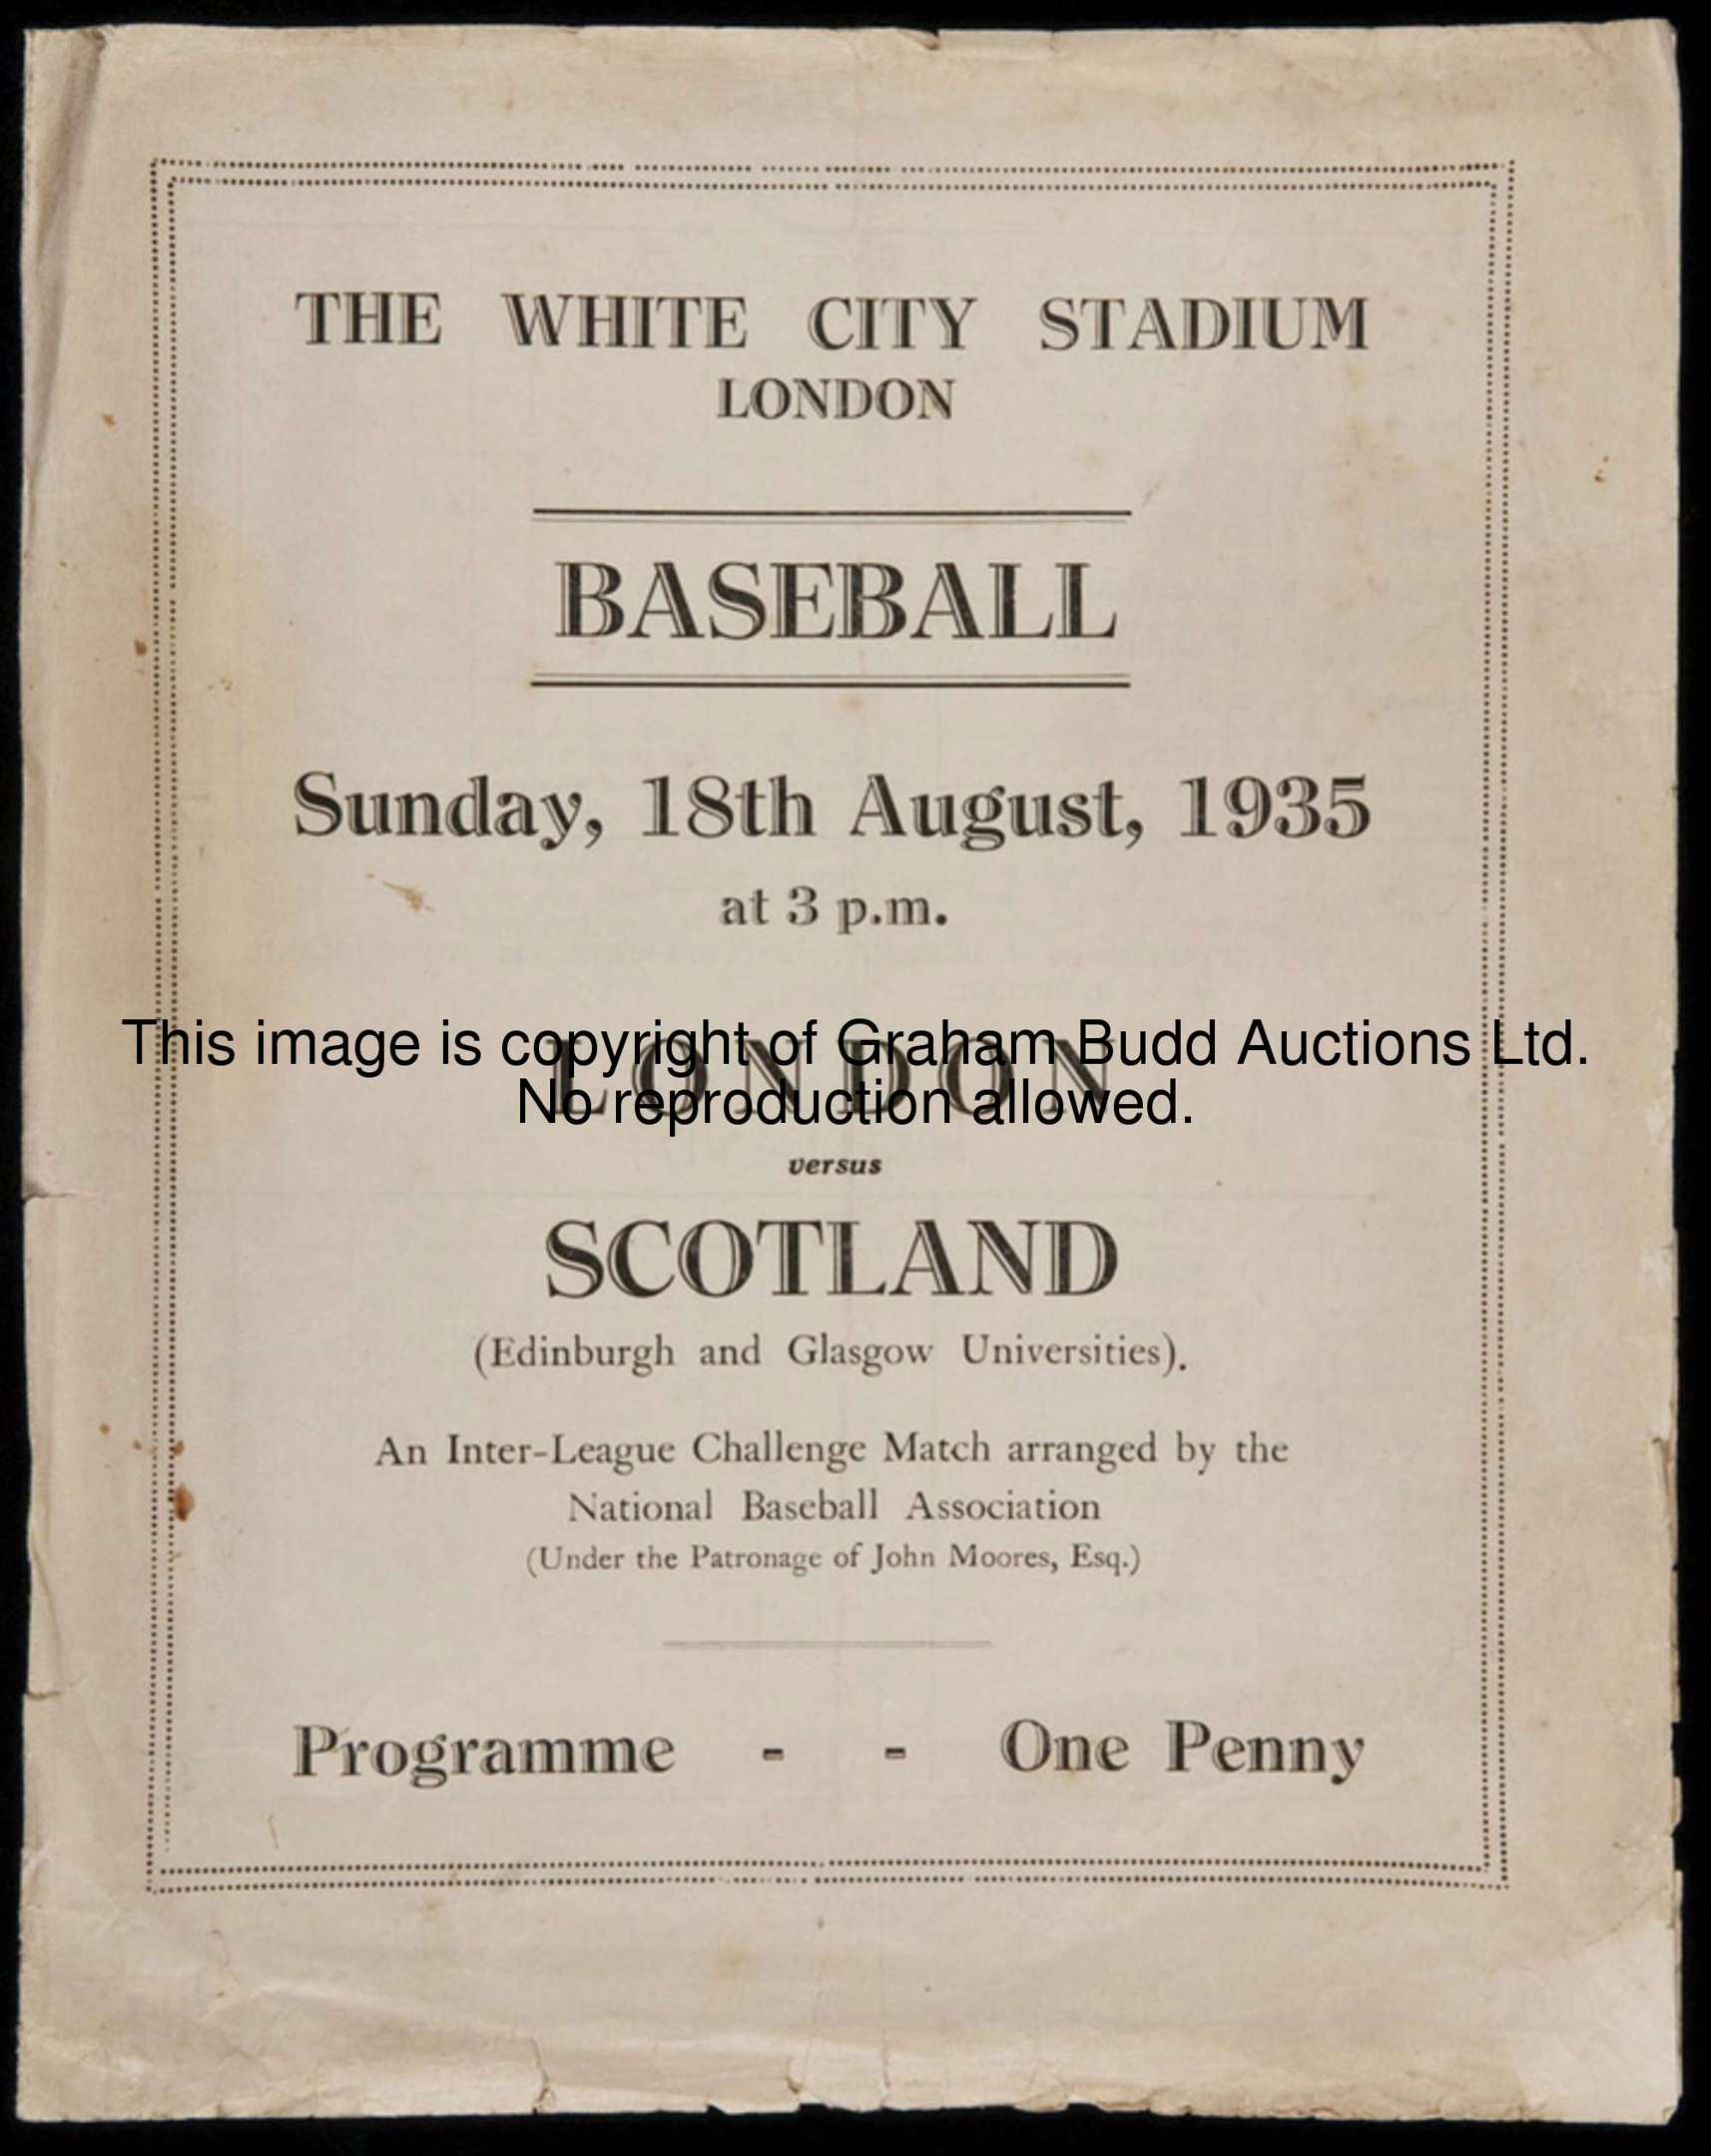 THE WHITE CITY STADIUM
LONDON
BASEBALL
Sunday, 18th August, 1935
at 3 p.m.
This image is copyright of Graham Budd Auctions Ltd.
LONDON
No reproduction allowed.
versus
SCOTLAND
(Edinburgh and Glasgow Universities).
An Inter-League Challenge Match arranged by the
National Baseball Association
(Under the Patronage of John Moores, Esq.)
Programme - - One Penny